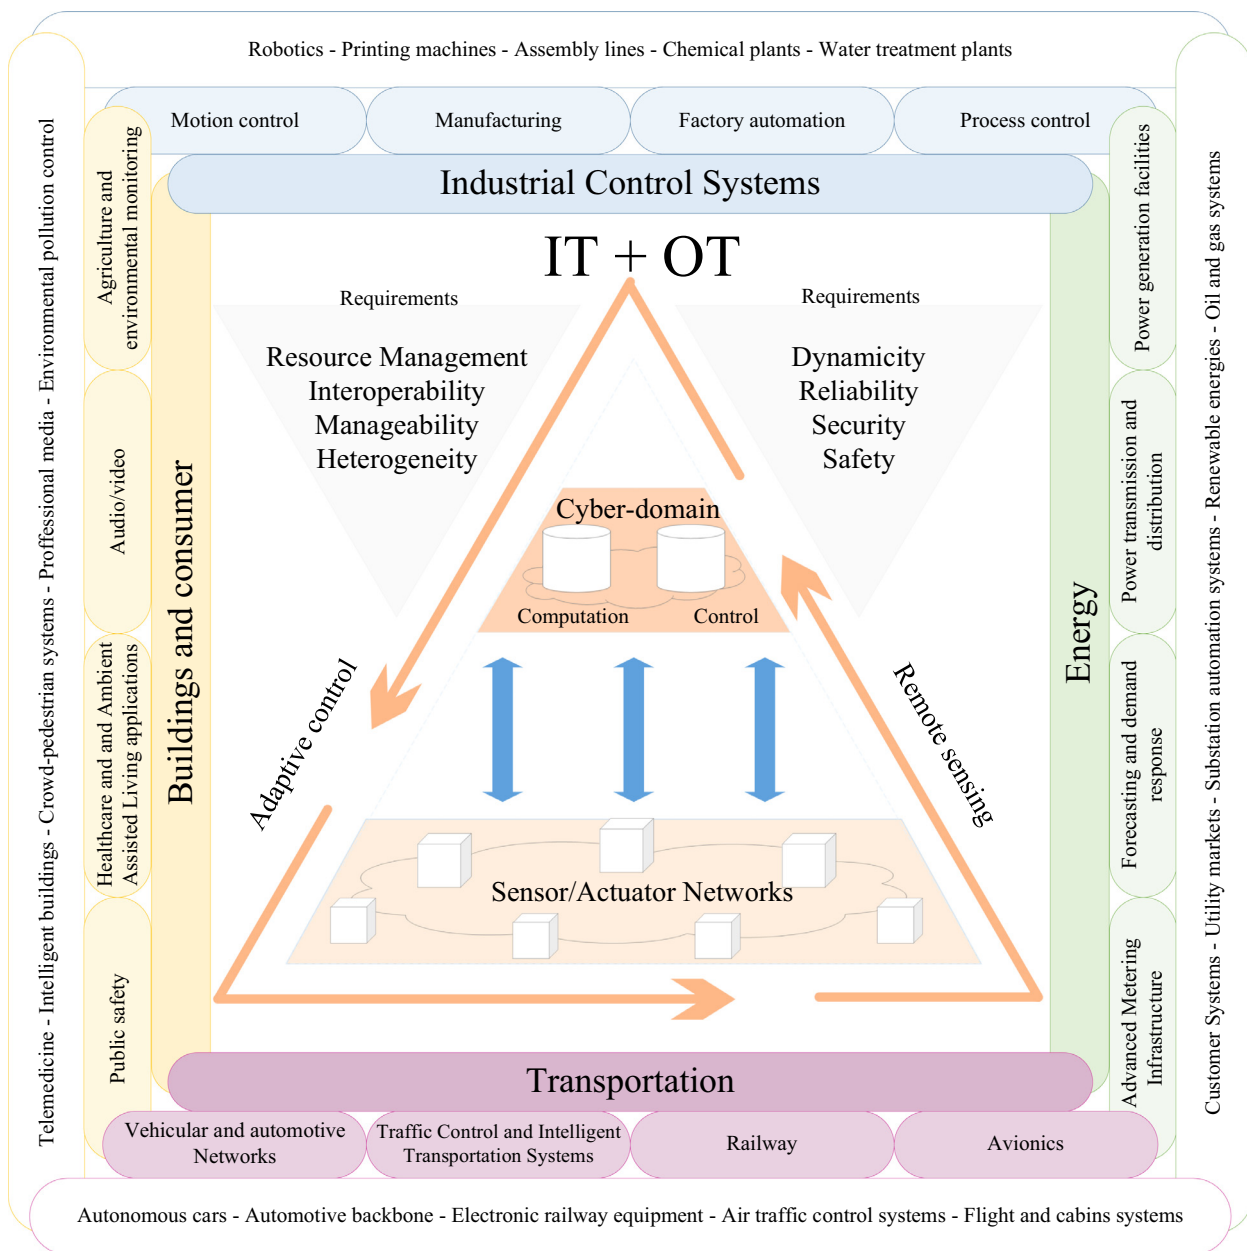 Robotics - Printing machines - Assembly lines - Chemical plants - Water treatment plants
Motion control
Manufacturing
Factory automation
Process control
Industrial Control Systems
Telemedicine - Intelligent buildings - Crowd-pedestrian systems - Proffessional media - Environmental pollution control
Agriculture and
environmental monitoring
Audio/video
Healthcare and and Ambient
Assisted Living applications
Public safety
Buildings and consumer
IT + OT
Requirements
Resource Management
Interoperability
Manageability
Heterogeneity
Requirements
Dynamicity
Reliability
Security
Safety
Cyber-domain
Computation
Control
Adaptive control
Remote sensing
Sensor/Actuator Networks
Energy
Power generation facilities
Power transmission and
distribution
Forecasting and demand
response
Advanced Metering
Infrastructure
Customer Systems - Utility markets - Substation automation systems - Renewable energies - Oil and gas systems
Transportation
Vehicular and automotive
Networks
Traffic Control and Intelligent
Transportation Systems
Railway
Avionics
Autonomous cars - Automotive backbone - Electronic railway equipment - Air traffic control systems - Flight and cabins systems